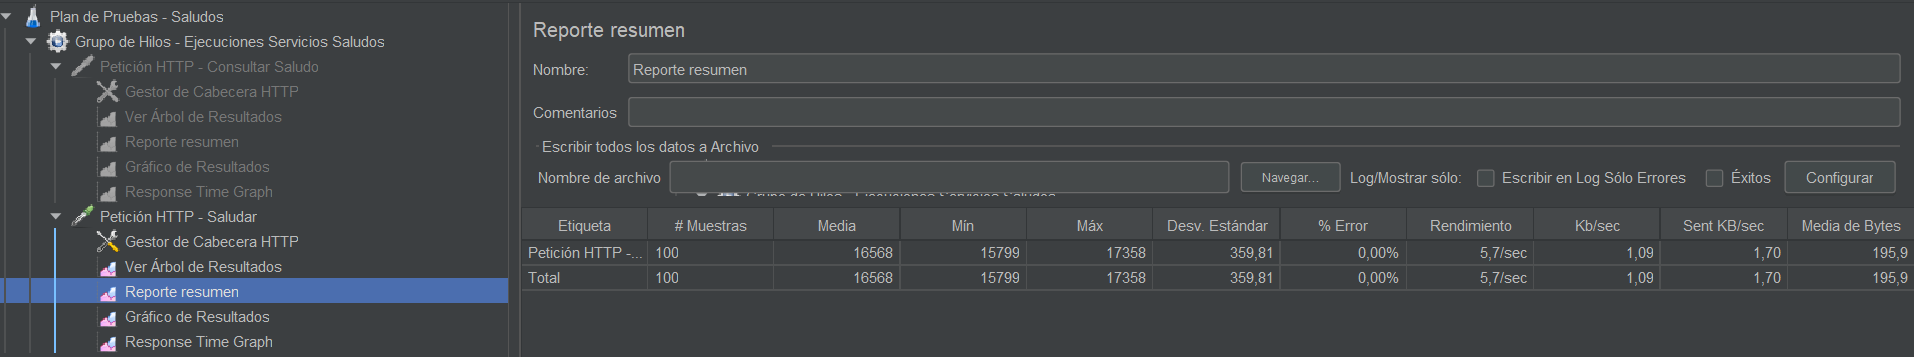 Plan de Pruebas - Saludos
Grupo de Hilos - Ejecuciones Servicios Saludos
Petición HTTP - Consultar Saludo
Gestor de Cabecera HTTP
Ver Árbol de Resultados
Reporte resumen
Gráfico de Resultados
Response Time Graph
Petición HTTP - Saludar
Gestor de Cabecera HTTP
Ver Árbol de Resultados
Reporte resumen
Gráfico de Resultados
Response Time Graph
Reporte resumen
Nombre: Reporte resumen
Comentarios
Escribir todos los datos a Archivo
Nombre de archivo Navegar... Log/Mostrar sólo: Escribir en Log Sólo Errores Éxitos Configurar
Grupo de Hilos - Ejecuciones Servicios Saludos
Etiqueta # Muestras Media Mín Máx Desv. Estándar % Error Rendimiento Kb/sec Sent KB/sec Media de Bytes
Petición HTTP -... 100 16568 15799 17358 359,81 0,00% 5,7/sec 1,09 1,70 195,9
Total 100 16568 15799 17358 359,81 0,00% 5,7/sec 1,09 1,70 195,9